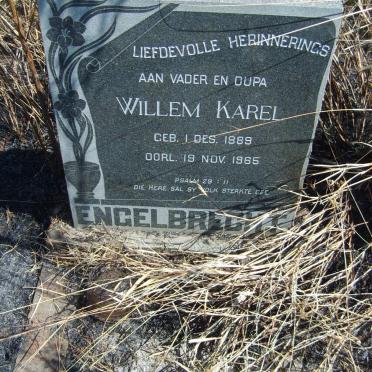 LIEFDEVOLLE HERINNERINGS
AAN VADER EN OUPA
WILLEM KAREL
GEB. 1 DES. 1889
OORL. 19 NOV. 1965
PSALM 29 : 11
DIE HERE SAL SY VOLK STERKTE GEE
ENGELBRECHT